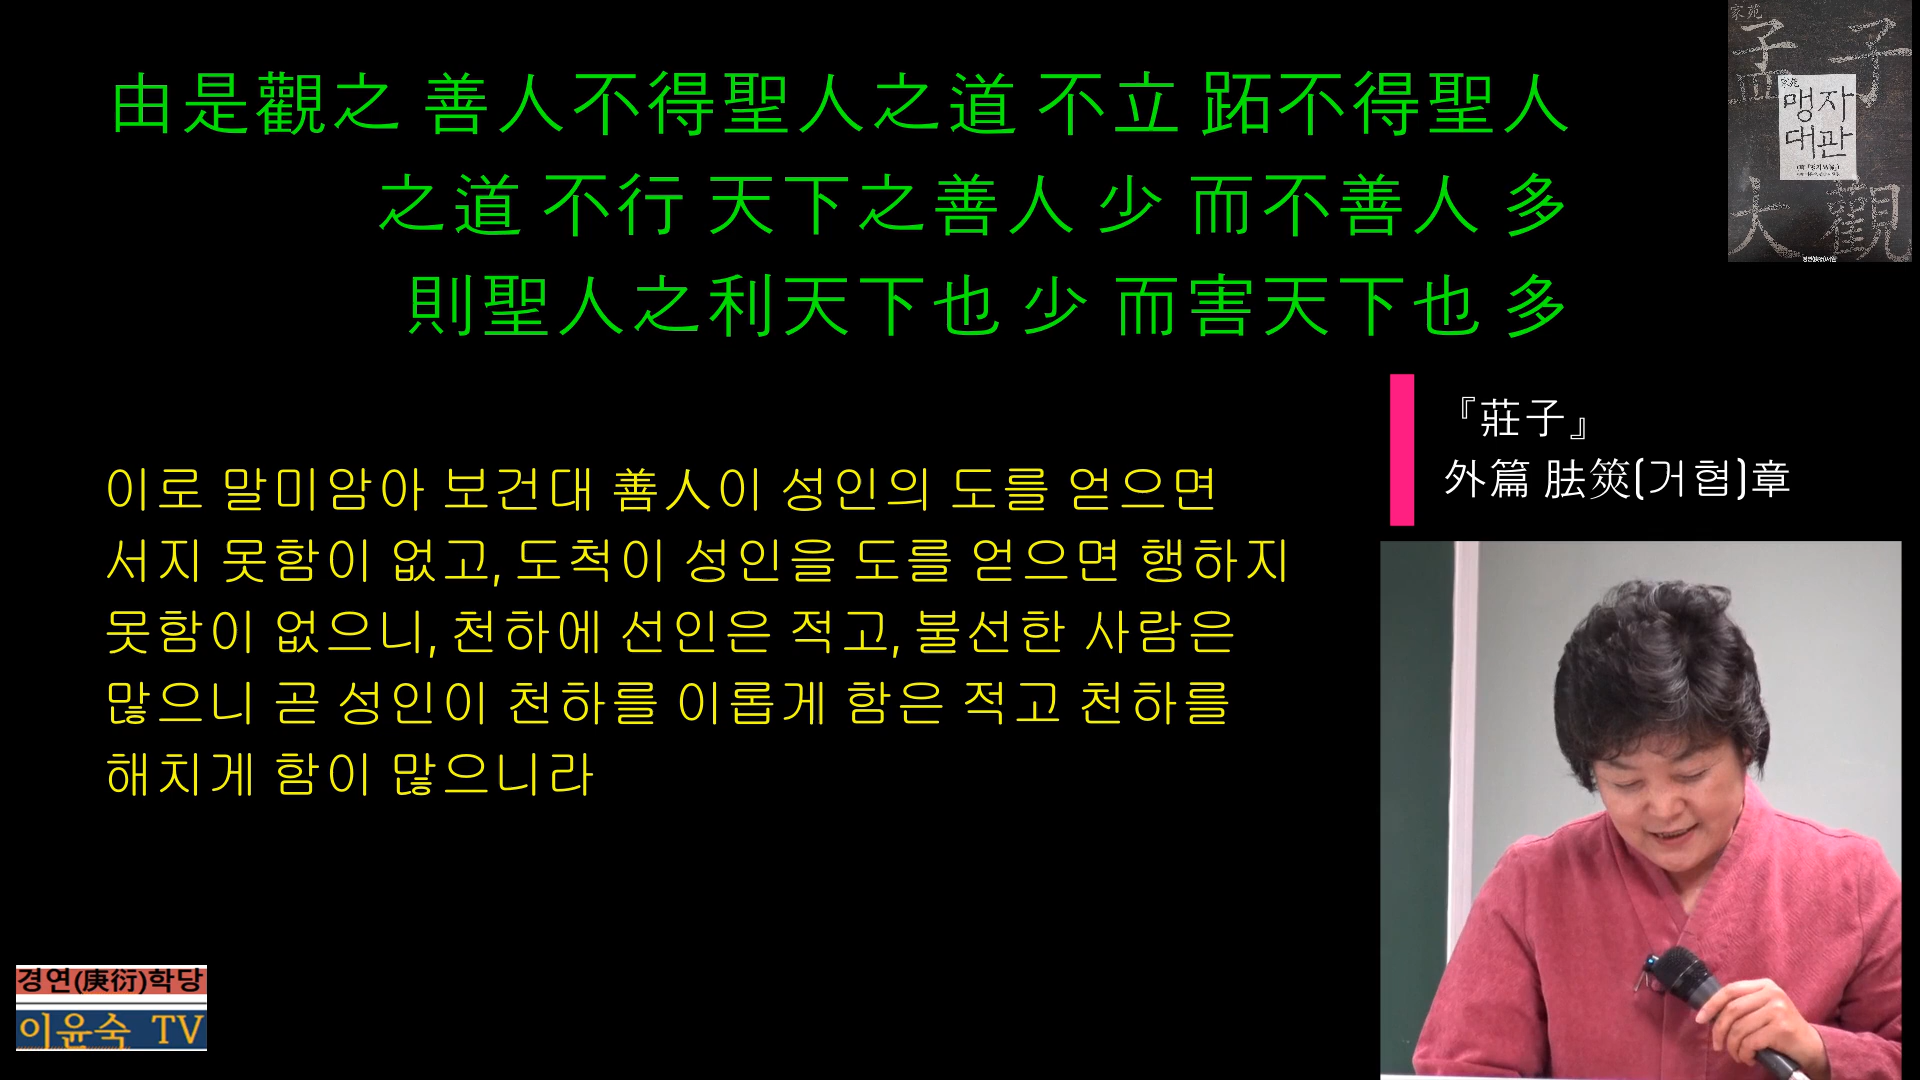 由是觀之 善人不得聖人之道 不立 跖不得聖人
之道 不行 天下之善人 少 而不善人 多
則聖人之利天下也 少 而害天下也 多
家苑
孟子
맹자
대관
大觀
『莊子』
外篇 胠篋(거협)章
이로 말미암아 보건대 善人이 성인의 도를 얻으면
서지 못함이 없고, 도척이 성인을 도를 얻으면 행하지
못함이 없으니, 천하에 선인은 적고, 불선한 사람은
많으니 곧 성인이 천하를 이롭게 함은 적고 천하를
해치게 함이 많으니라
경연(庚衍)학당
이윤숙 TV